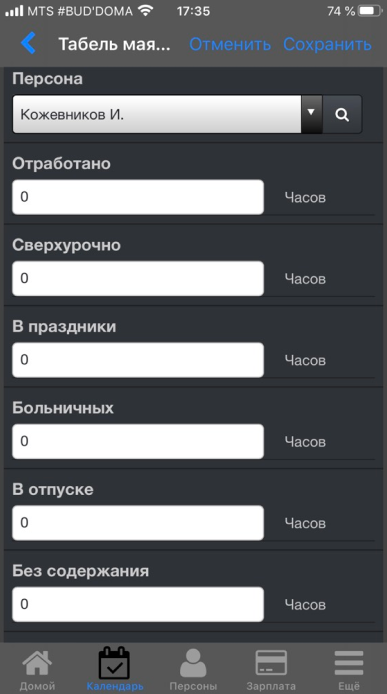 MTS #BUD'DOMA 17:35 74 %
Табель мая... Отменить Сохранить
Персона
Кожевников И.
Отработано
0 Часов
Сверхурочно
0 Часов
В праздники
0 Часов
Больничных
0 Часов
В отпуске
0 Часов
Без содержания
0 Часов
Домой Календарь Персоны Зарплата Ещё